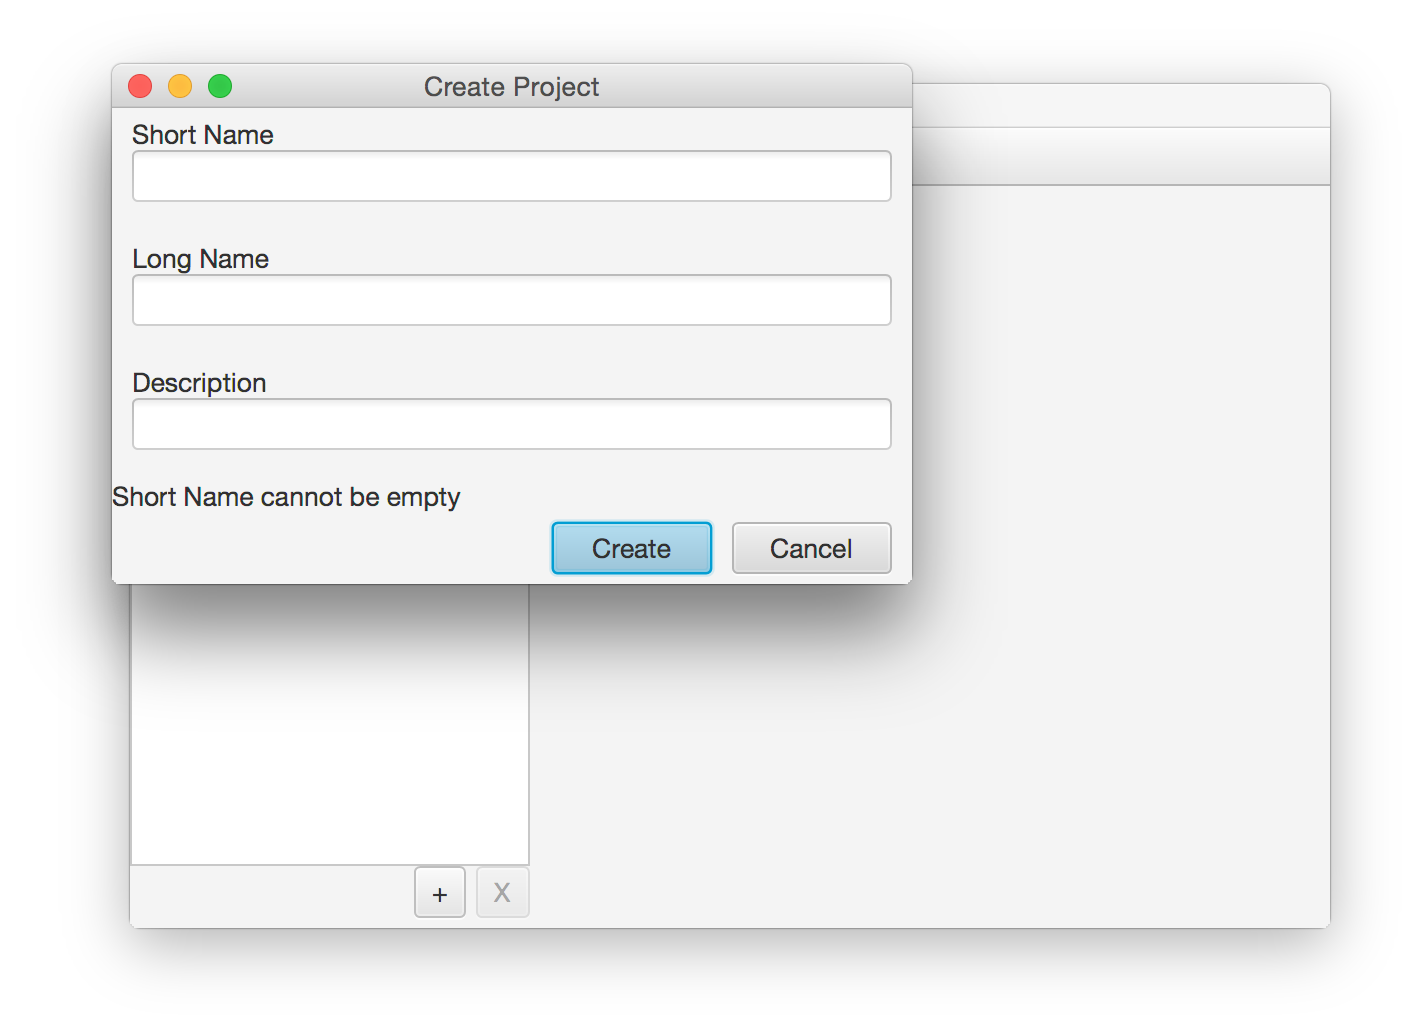 Create Project
Short Name
Long Name
Description
Short Name cannot be empty
Create Cancel
+ X